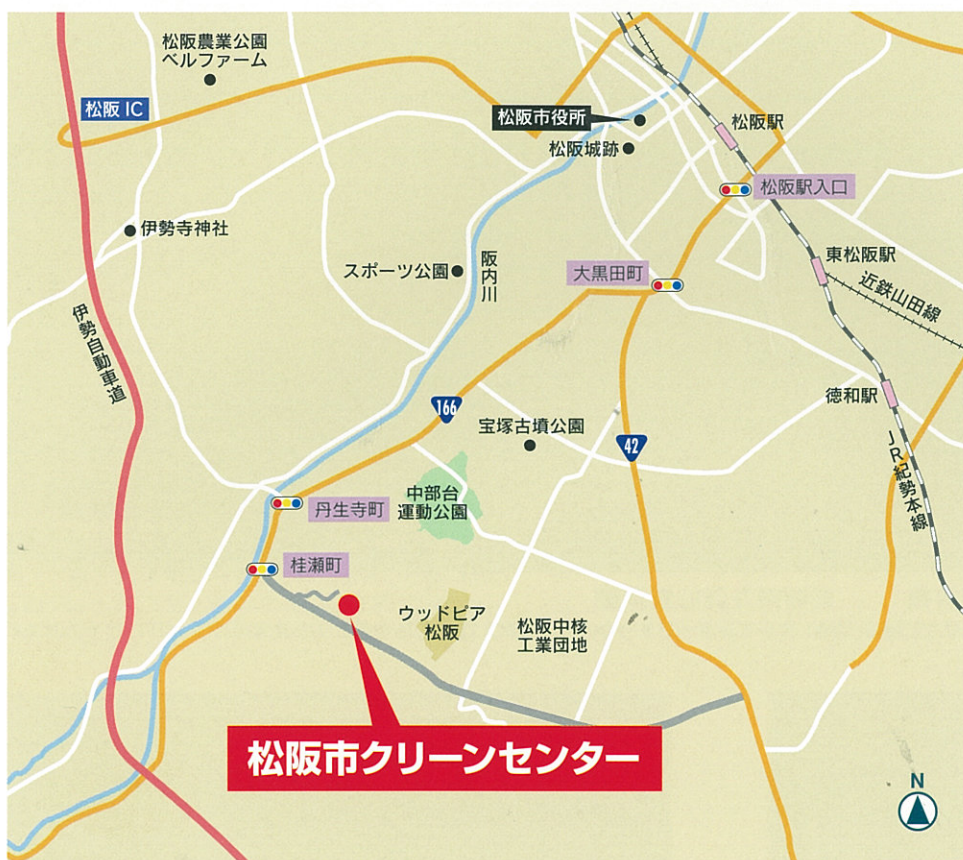 松阪農業公園
ベルファーム
松阪 IC
松阪市役所
松阪駅
松阪城跡
松阪駅入口
伊勢寺神社
東松阪駅
スポーツ公園
阪内川
大黒田町
近鉄山田線
伊勢自動車道
徳和駅
166
宝塚古墳公園
42
JR紀勢本線
中部台
運動公園
丹生寺町
桂瀬町
ウッドピア
松阪
松阪中核
工業団地
松阪市クリーンセンター
N